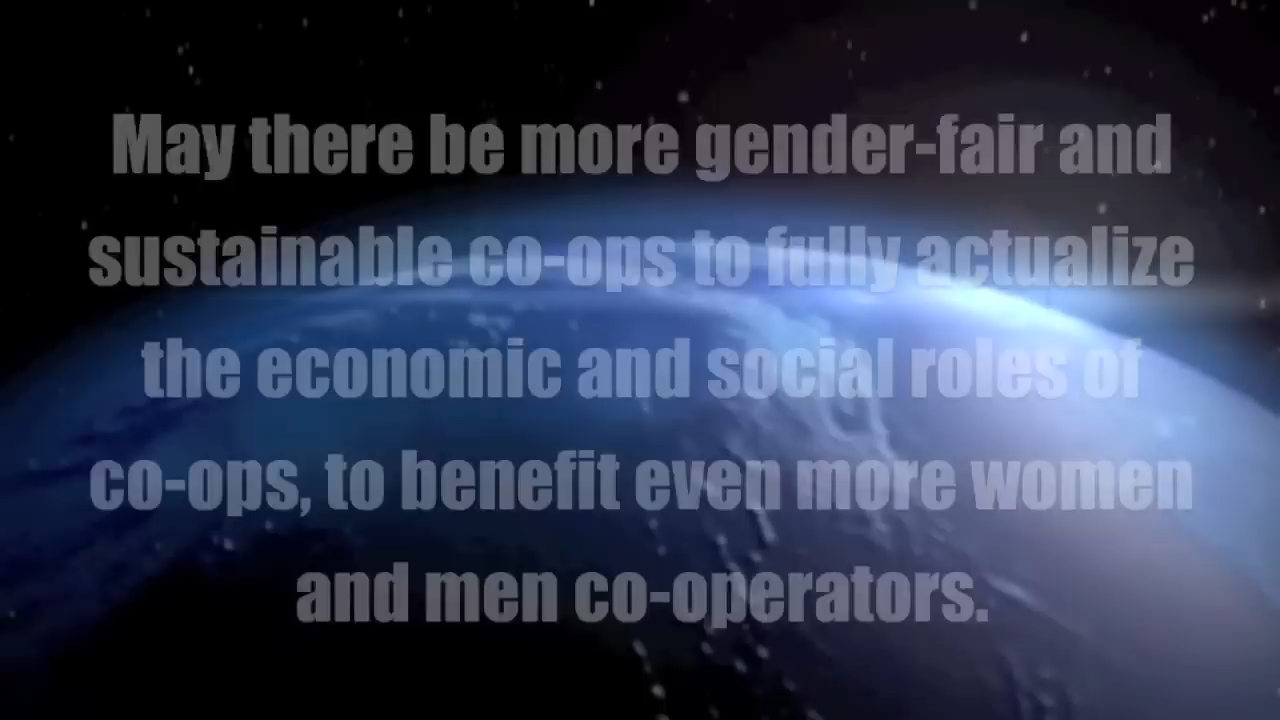 May there be more gender-fair and
sustainable co-ops to fully actualize
the economic and social roles of
co-ops, to benefit even more women
and men co-operators.